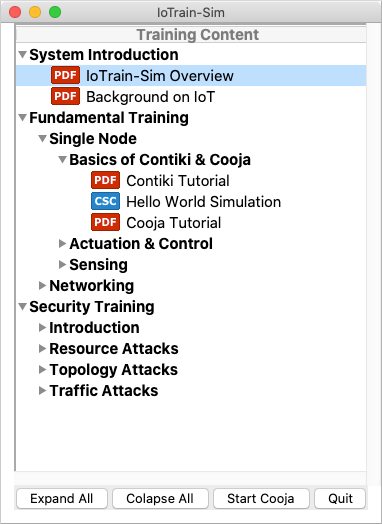 IoTrain-Sim
Training Content
System Introduction
PDF IoTrain-Sim Overview
PDF Background on IoT
Fundamental Training
Single Node
Basics of Contiki & Cooja
PDF Contiki Tutorial
CSC Hello World Simulation
PDF Cooja Tutorial
Actuation & Control
Sensing
Networking
Security Training
Introduction
Resource Attacks
Topology Attacks
Traffic Attacks
Expand All Colapse All Start Cooja Quit